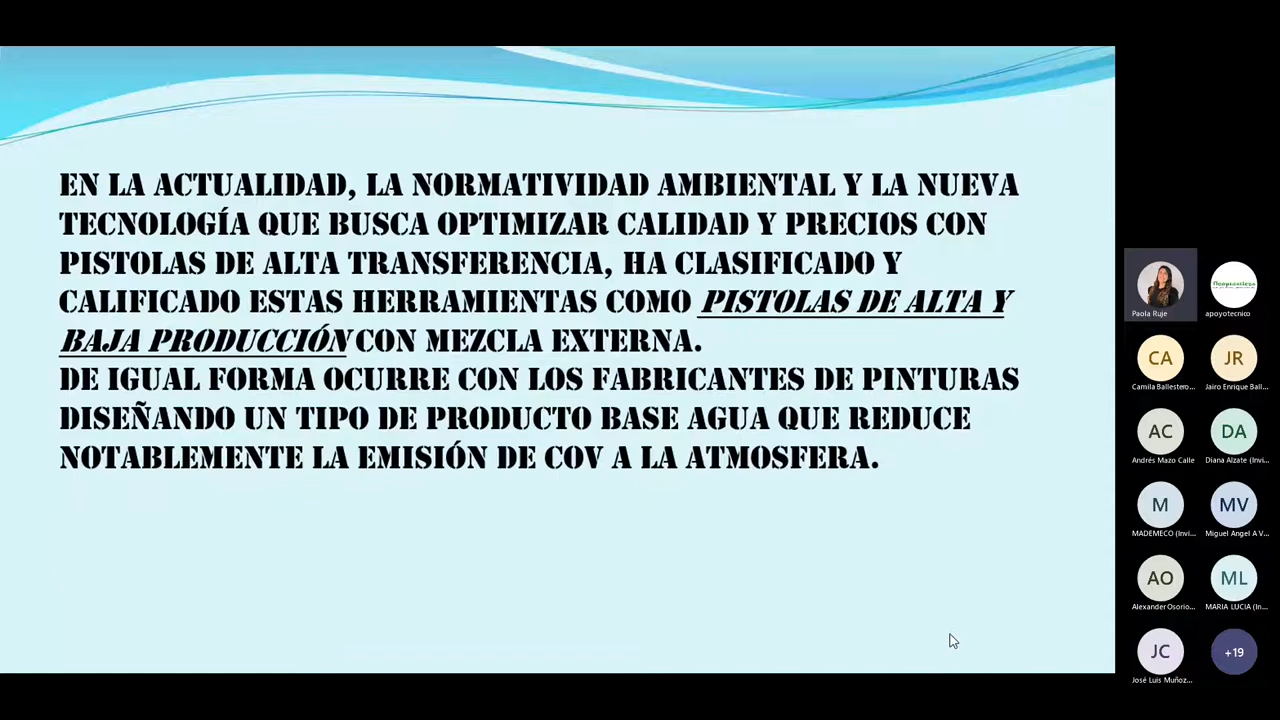 EN LA ACTUALIDAD, LA NORMATIVIDAD AMBIENTAL Y LA NUEVA
TECNOLOGÍA QUE BUSCA OPTIMIZAR CALIDAD Y PRECIOS CON
PISTOLAS DE ALTA TRANSFERENCIA, HA CLASIFICADO Y
CALIFICADO ESTAS HERRAMIENTAS COMO PISTOLAS DE ALTA Y
BAJA PRODUCCIÓN CON MEZCLA EXTERNA.
DE IGUAL FORMA OCURRE CON LOS FABRICANTES DE PINTURAS
DISEÑANDO UN TIPO DE PRODUCTO BASE AGUA QUE REDUCE
NOTABLEMENTE LA EMISIÓN DE COV A LA ATMOSFERA.
Paola Ruje
apoyotecnico
CA
JR
Camila Ballestero...
Jairo Enrique Ball...
AC
DA
Andrés Mazo Calle
Diana Alzate (Invi...
M
MV
MADEMECO (Invi...
Miguel Angel A V...
AO
ML
Alexander Osorio...
MARIA LUCIA (In...
JC
+19
José Luis Muñoz...